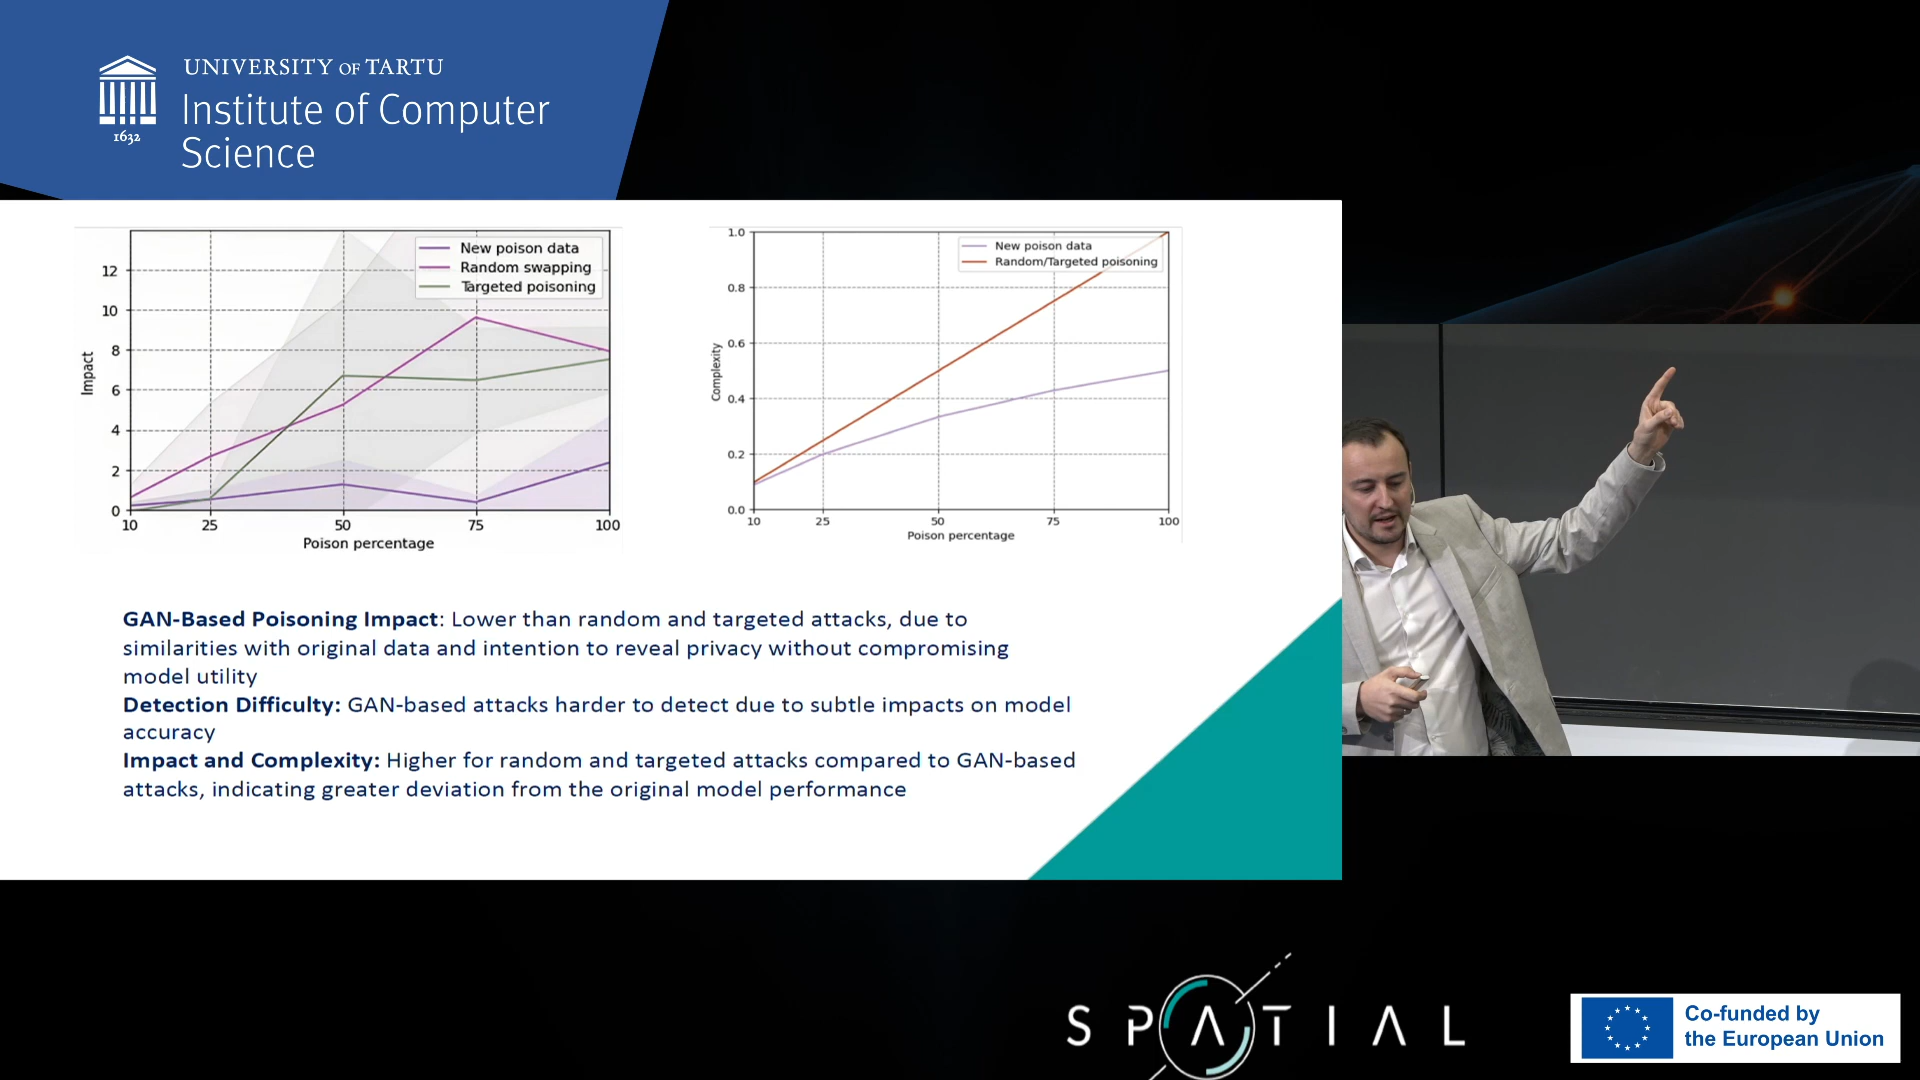 UNIVERSITY OF TARTU
Institute of Computer
Science
1632
New poison data
Random swapping
Targeted poisoning
12
10
8
6
4
2
0
Impact
10 25 50 75 100
Poison percentage
New poison data
Random/Targeted poisoning
1.0
0.8
0.6
0.4
0.2
0.0
Complexity
10 25 50 75 100
Poison percentage
GAN-Based Poisoning Impact: Lower than random and targeted attacks, due to
similarities with original data and intention to reveal privacy without compromising
model utility
Detection Difficulty: GAN-based attacks harder to detect due to subtle impacts on model
accuracy
Impact and Complexity: Higher for random and targeted attacks compared to GAN-based
attacks, indicating greater deviation from the original model performance
SPATIAL
Co-funded by
the European Union